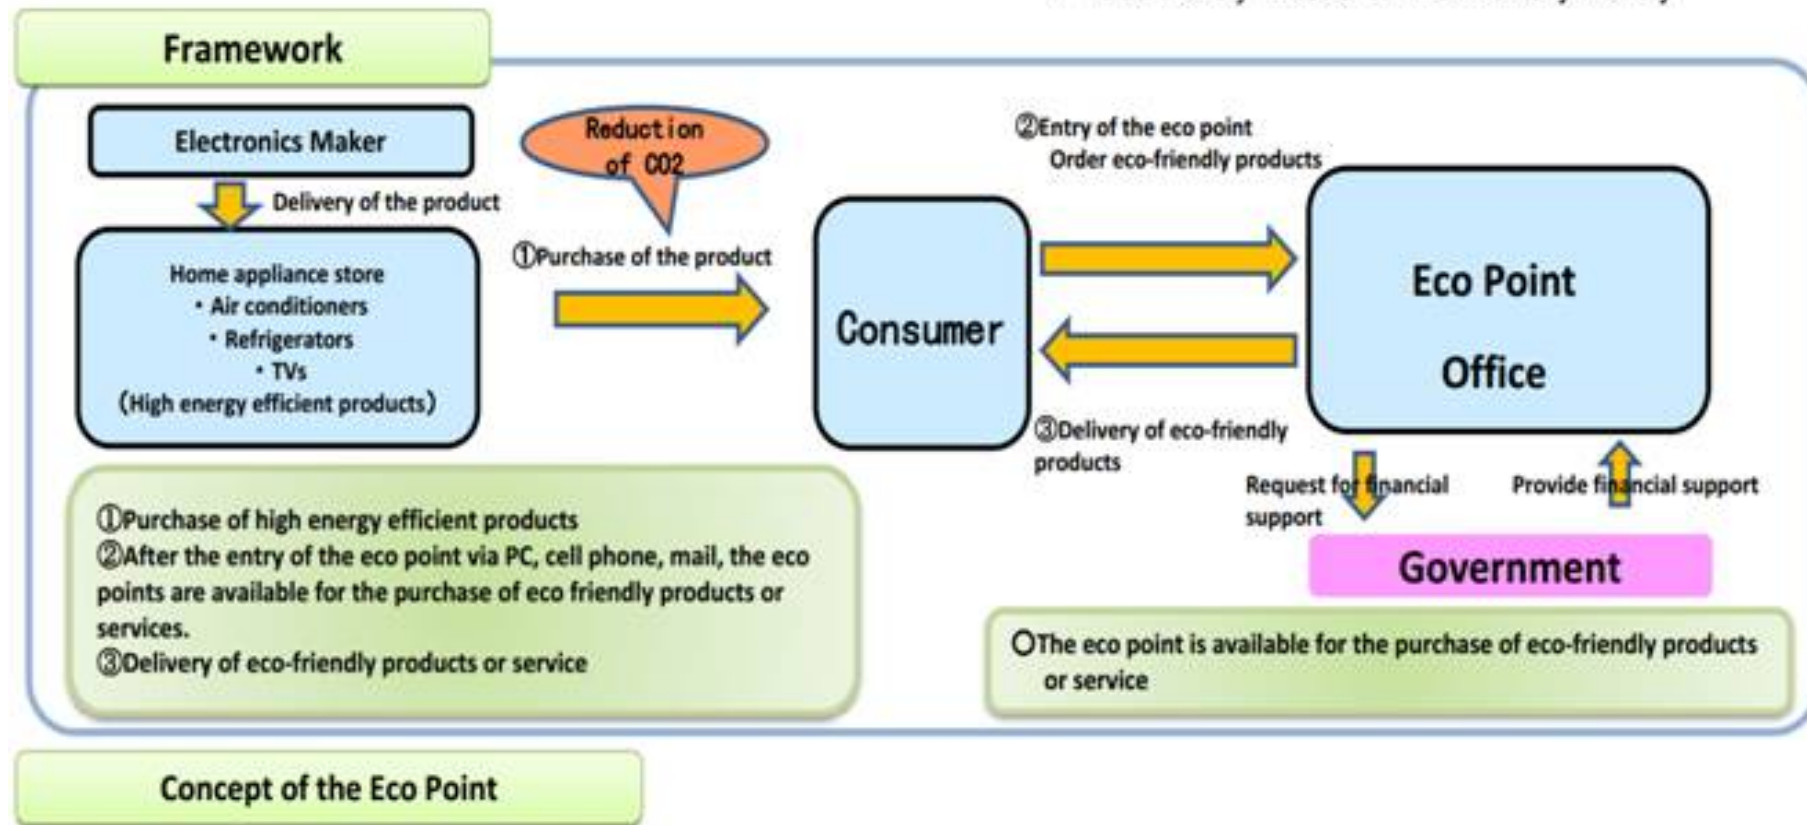 Framework
Electronics Maker
Delivery of the product
Home appliance store
・Air conditioners
・Refrigerators
・TVs
(High energy efficient products)
Reduction
of CO2
①Purchase of the product
Consumer
②Entry of the eco point
Order eco-friendly products
Eco Point
Office
③Delivery of eco-friendly
products
Request for financial
support
Provide financial support
Government
①Purchase of high energy efficient products
②After the entry of the eco point via PC, cell phone, mail, the eco
points are available for the purchase of eco friendly products or
services.
③Delivery of eco-friendly products or service
〇The eco point is available for the purchase of eco-friendly products
or service
Concept of the Eco Point